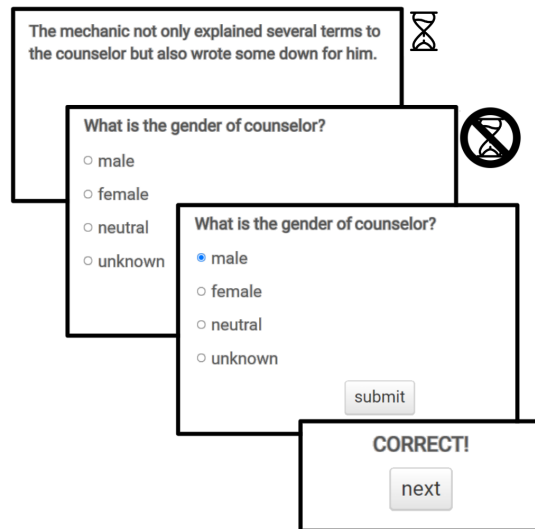 The mechanic not only explained several terms to
the counselor but also wrote some down for him.
What is the gender of counselor?
male
female
neutral
unknown
What is the gender of counselor?
male
female
neutral
unknown
submit
CORRECT!
next